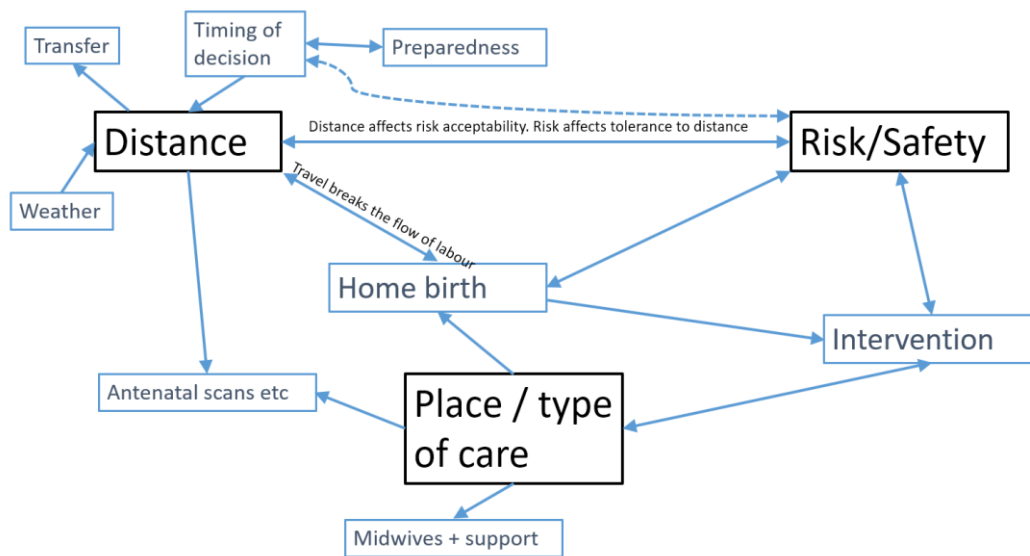 Transfer
Timing of
decision
Preparedness
Distance
Distance affects risk acceptability. Risk affects tolerance to distance
Risk/Safety
Weather
Travel breaks the flow of labour
Home birth
Intervention
Antenatal scans etc
Place / type
of care
Midwives + support